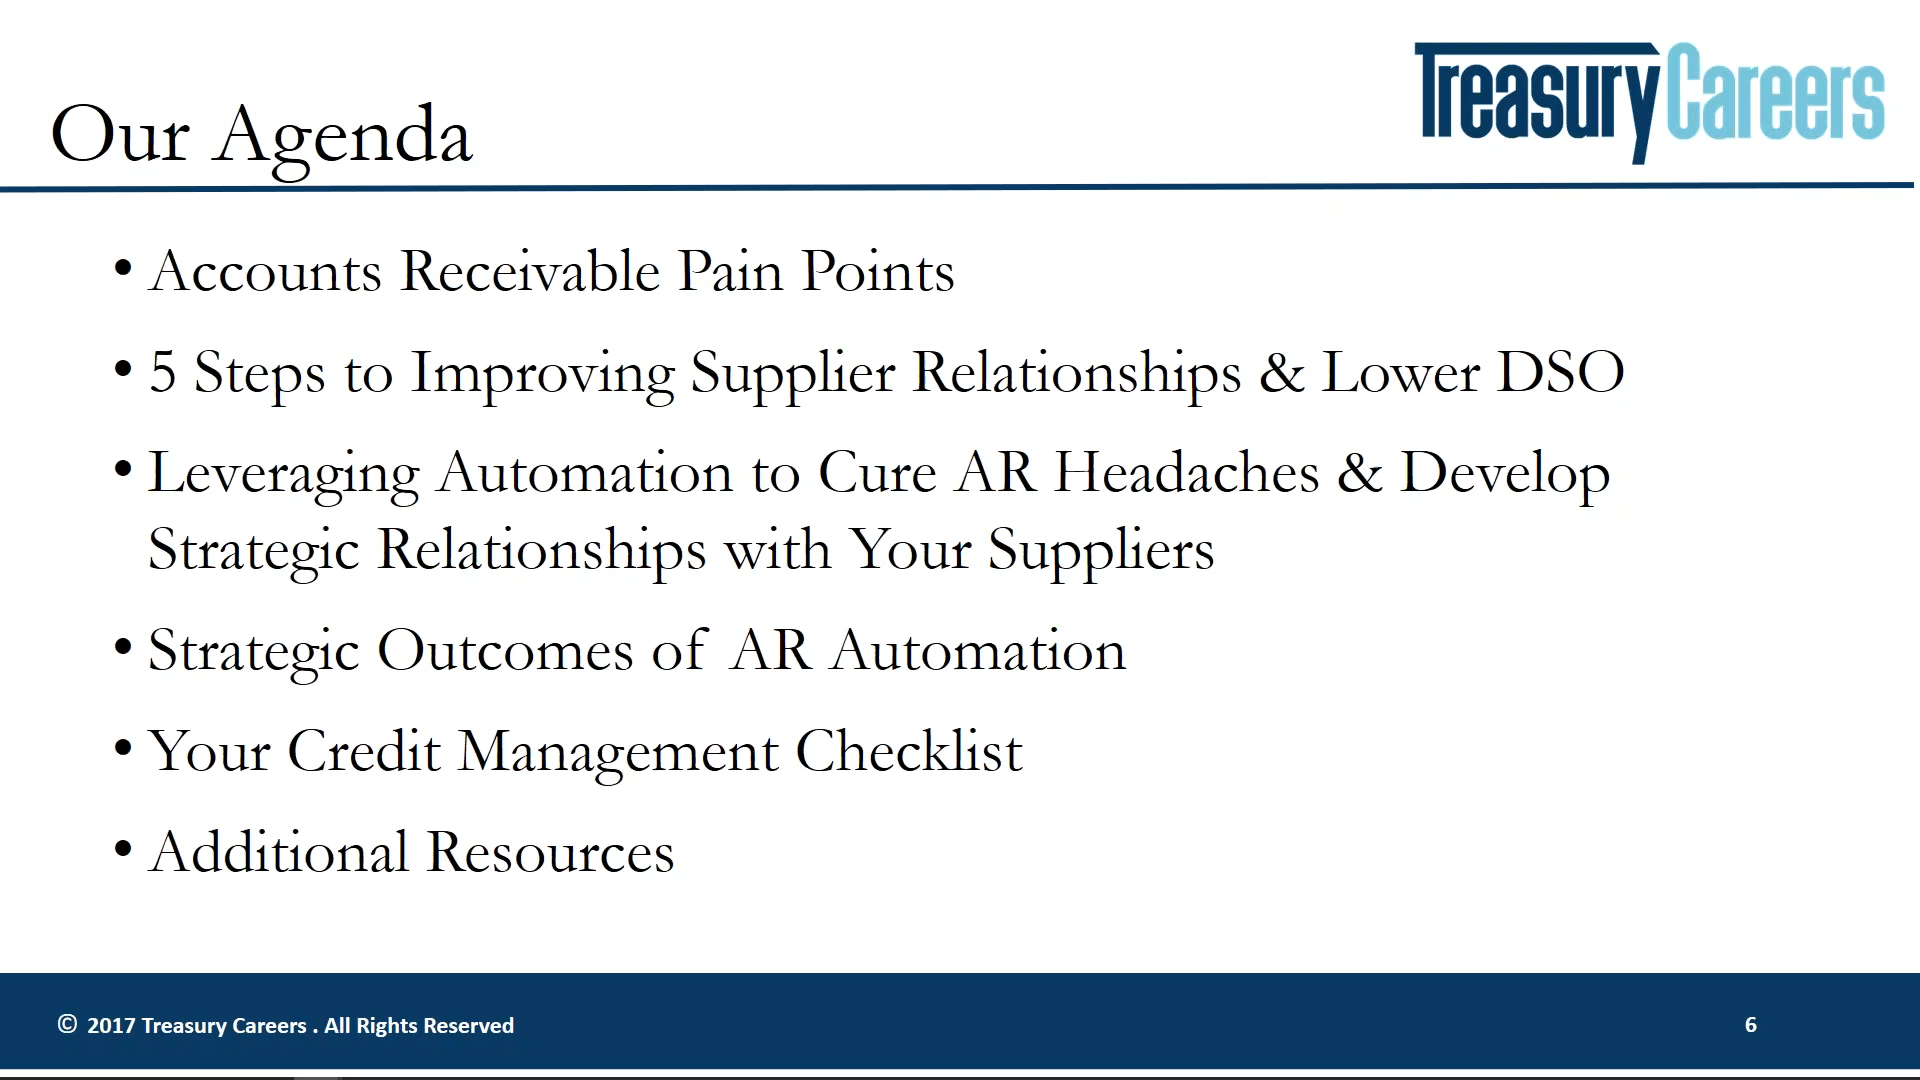 TreasuryCareers
Our Agenda
• Accounts Receivable Pain Points
• 5 Steps to Improving Supplier Relationships & Lower DSO
• Leveraging Automation to Cure AR Headaches & Develop
Strategic Relationships with Your Suppliers
• Strategic Outcomes of AR Automation
• Your Credit Management Checklist
• Additional Resources
© 2017 Treasury Careers . All Rights Reserved
6